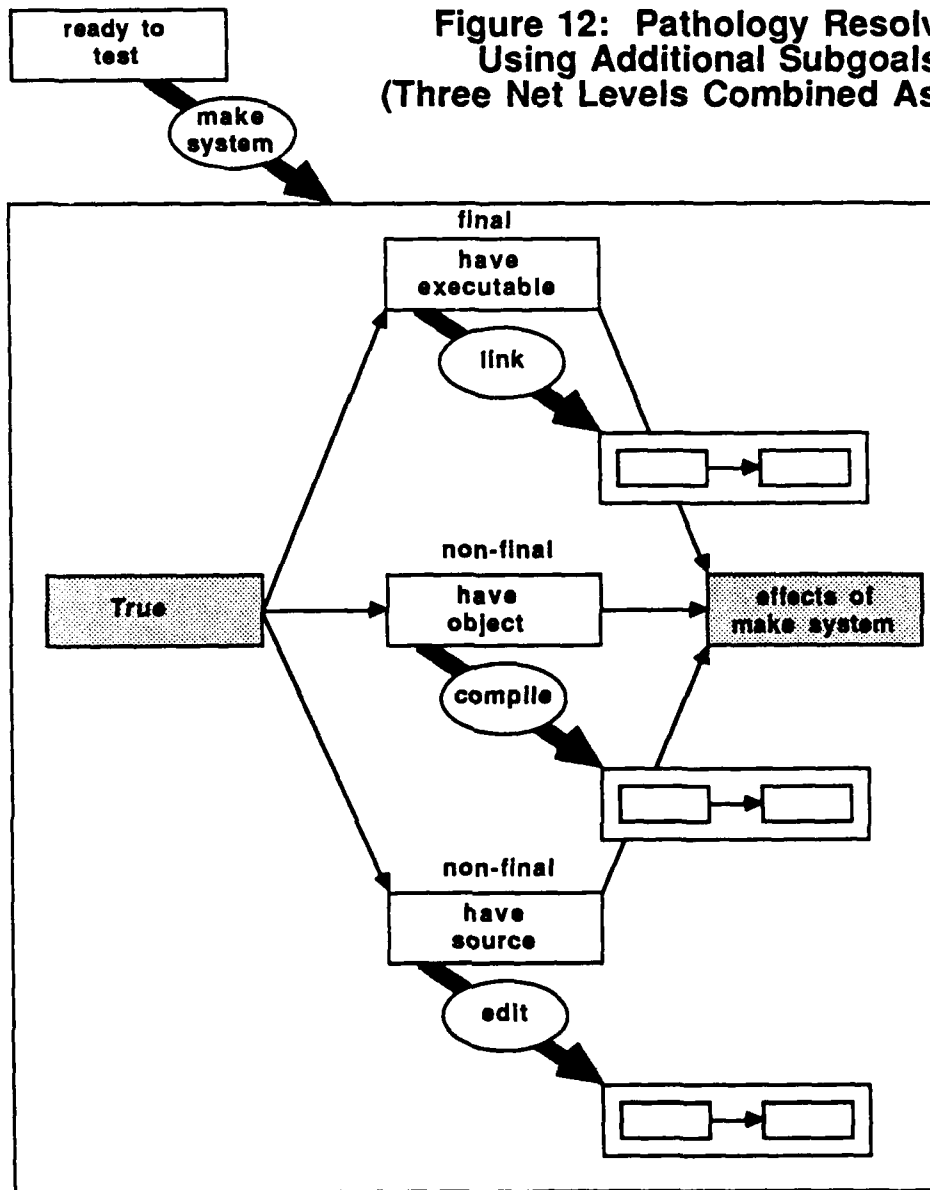 Figure 12: Pathology Resolv
Using Additional Subgoals
(Three Net Levels Combined As
ready to
test
make
system
final
have
executable
link
non-final
True
have
object
effects of
make system
compile
non-final
have
source
edit